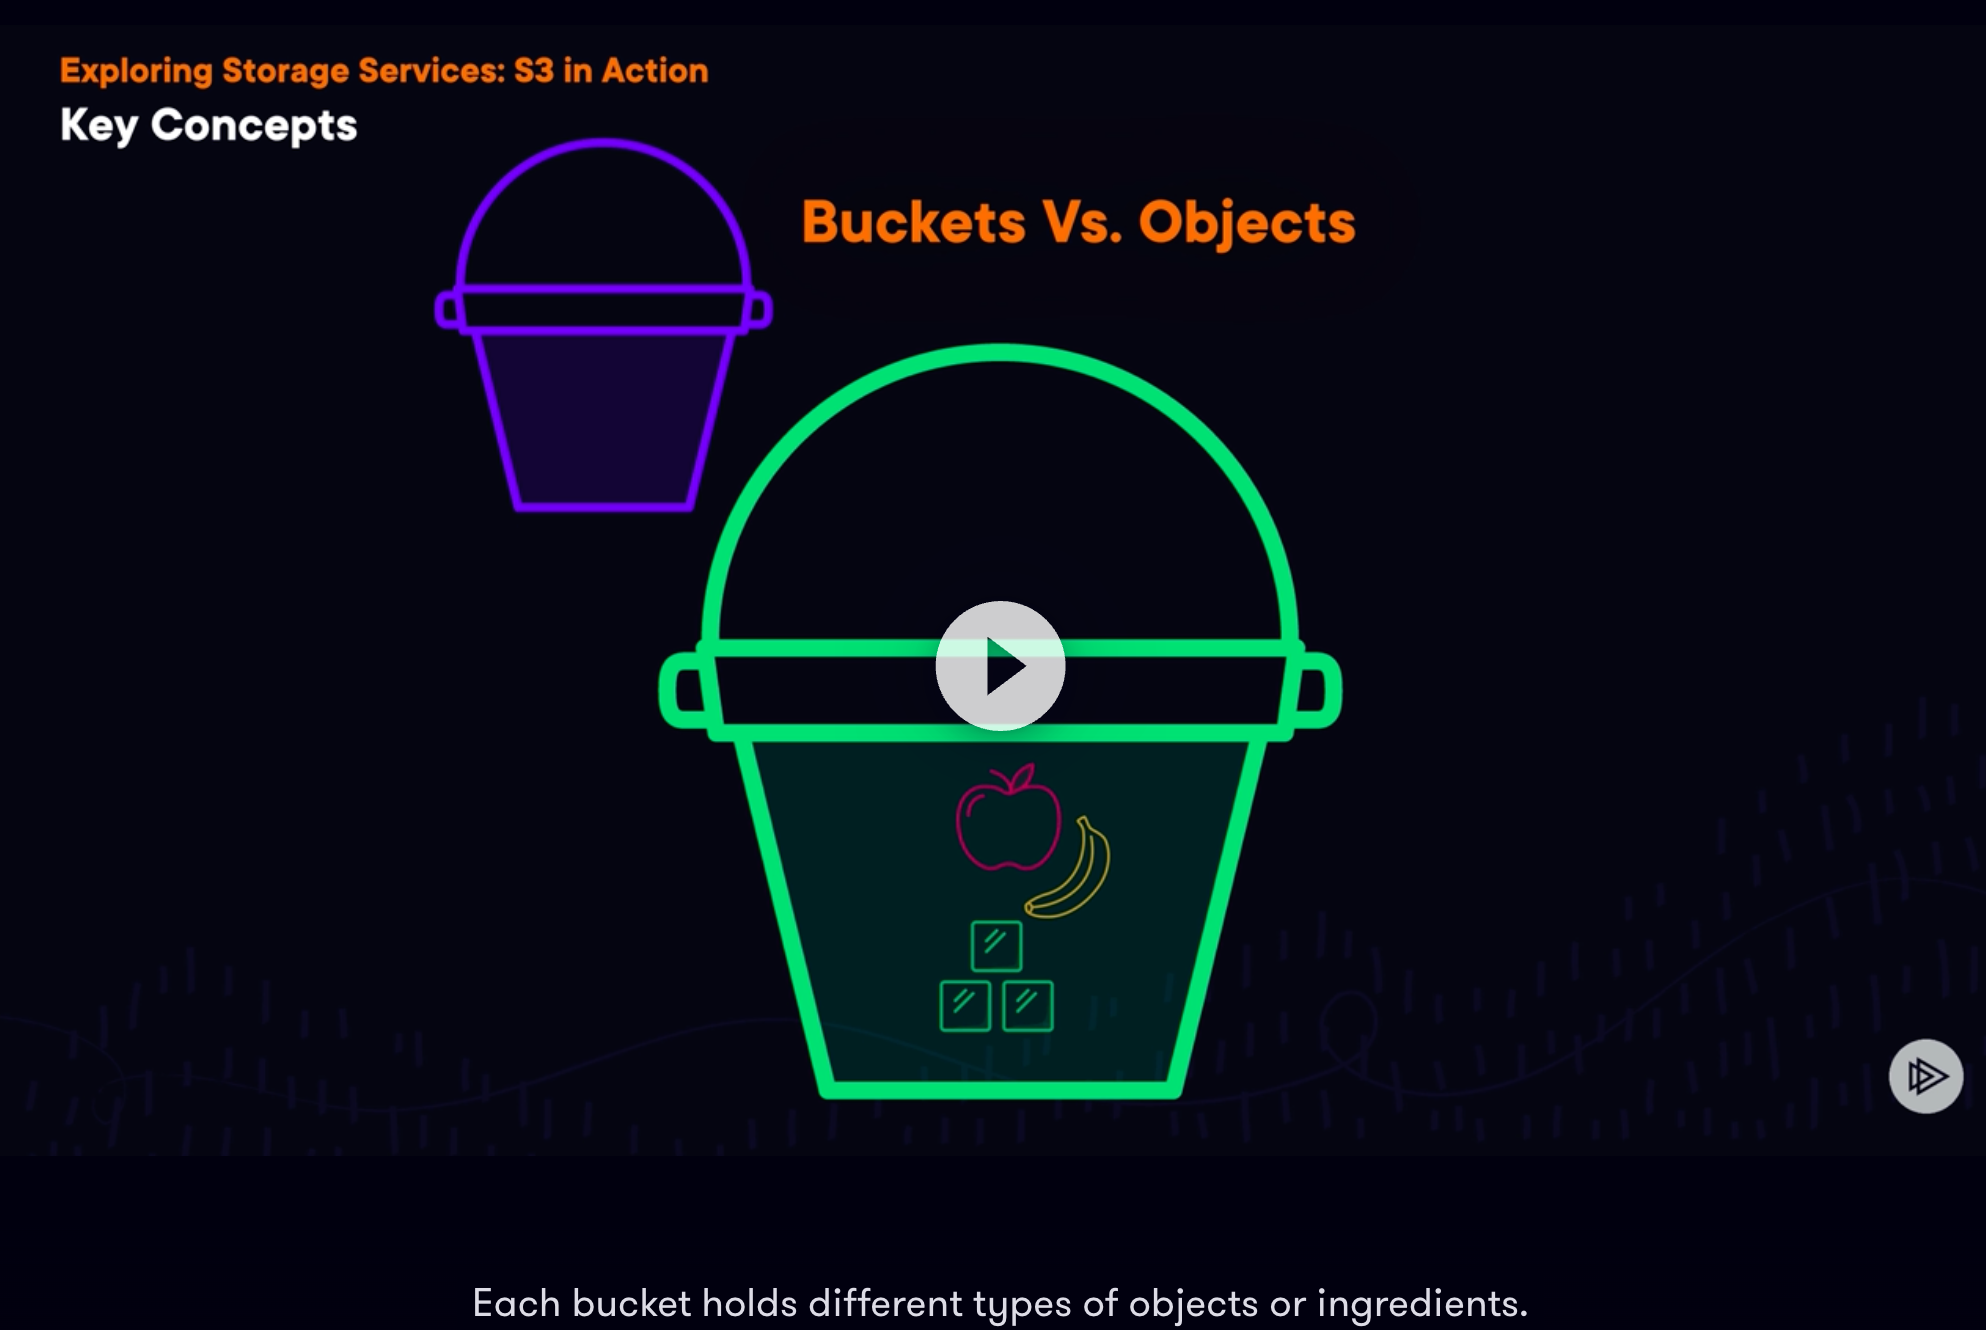 Exploring Storage Services: S3 in Action
Key Concepts
Buckets Vs. Objects
Each bucket holds different types of objects or ingredients.